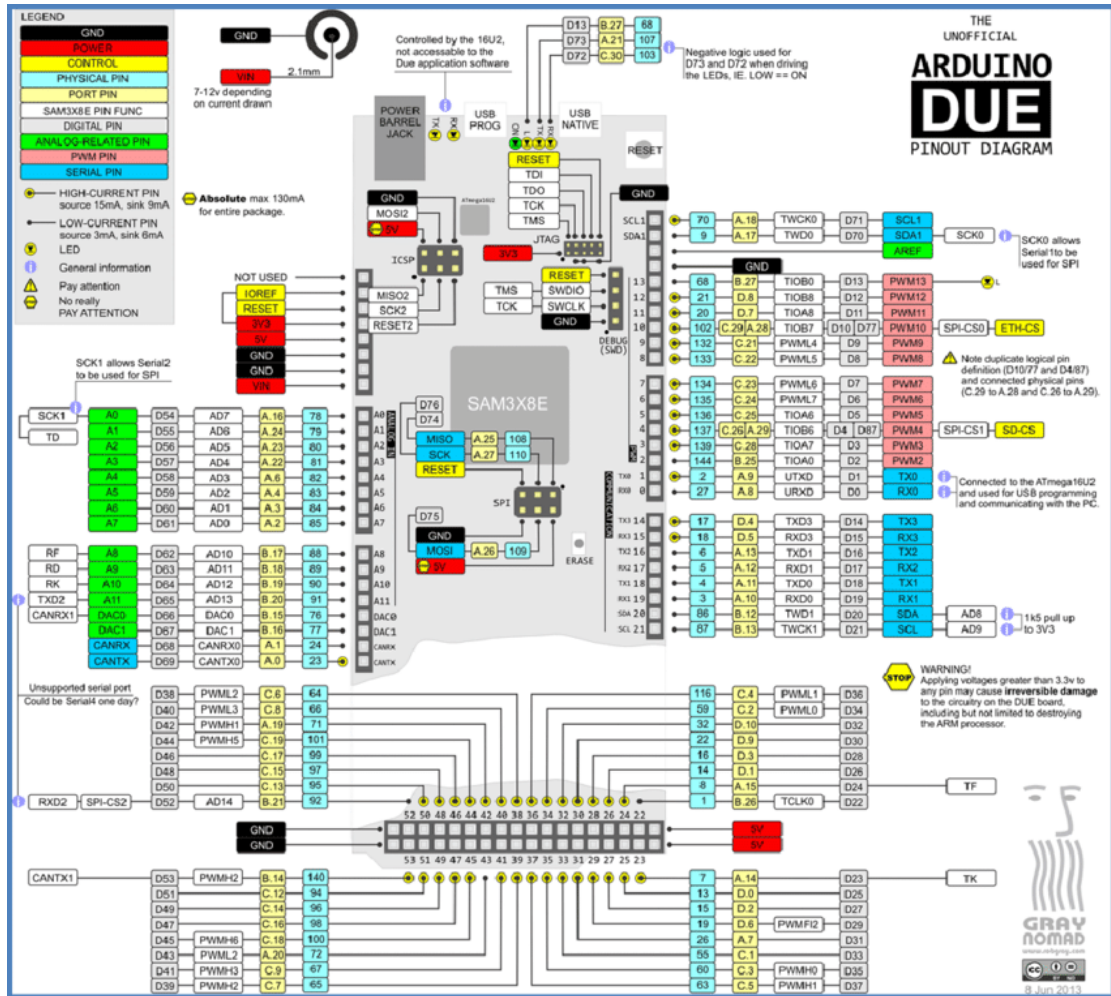 LEGEND
GND
POWER
CONTROL
PHYSICAL PIN
PORT PIN
SAM3X8E PIN FUNC
DIGITAL PIN
ANALOG-RELATED PIN
PWM PIN
SERIAL PIN
HIGH-CURRENT PIN
source 15mA, sink 9mA
LOW-CURRENT PIN
source 3mA, sink 6mA
LED
General information
Pay attention
No really
PAY ATTENTION
GND
VIN
2.1mm
7-12v depending
on current drawn
Controlled by the 16U2,
not accessable to the
Due application software
D13 B.27 68
D73 A.21 107
D72 C.30 103
Negative logic used for
D73 and D72 when driving
the LEDs, IE. LOW == ON
THE
UNOFFICIAL
ARDUINO
DUE
PINOUT DIAGRAM
Absolute max 130mA
for entire package.
POWER
BARREL
JACK
TX
RX
USB
PROG
USB
NATIVE
ON
L
TX
RX
RESET
RESET
TDI
TDO
TCK
TMS
JTAG
3V3
GND
GND
MOSI2
5V
ATmega16U2
ICSP
MISO2
SCK2
RESET2
RESET
TMS SWDIO
TCK SWCLK
GND
DEBUG
(SWD)
NOT USED
IOREF
RESET
3V3
5V
GND
GND
VIN
SCK1 allows Serial2
to be used for SPI
SCK1 A0 D54 AD7 A.16 78 A0
TD A1 D55 AD6 A.24 79 A1
A2 D56 AD5 A.23 80 A2
A3 D57 AD4 A.22 81 A3
A4 D58 AD3 A.6 82 A4
A5 D59 AD2 A.4 83 A5
A6 D60 AD1 A.3 84 A6
A7 D61 AD0 A.2 85 A7
ANALOG IN
RF A8 D62 AD10 B.17 88 A8
RD A9 D63 AD11 B.18 89 A9
RK A10 D64 AD12 B.19 90 A10
TXD2 A11 D65 AD13 B.20 91 A11
CANRX1 DAC0 D66 DAC0 B.15 76 DAC0
DAC1 D67 DAC1 B.16 77 DAC1
CANRX D68 CANRX0 A.1 24 CANRX
CANTX D69 CANTX0 A.0 23 CANTX
SAM3X8E
D76
D74
MISO A.25 108
SCK A.27 110
RESET
SPI
D75
GND
MOSI A.26 109
5V
ERASE
SCL1 70 A.18 TWCK0 D71 SCL1
SDA1 9 A.17 TWD0 D70 SDA1 SCK0
AREF
GND
SCK0 allows
Serial1to be
used for SPI
13 68 B.27 TIOB0 D13 PWM13 L
12 21 D.8 TIOB8 D12 PWM12
11 20 D.7 TIOA8 D11 PWM11
10 102 C.29 A.28 TIOB7 D10 D77 PWM10 SPI-CS0 ETH-CS
9 132 C.21 PWML4 D9 PWM9
8 133 C.22 PWML5 D8 PWM8
Note duplicate logical pin
definition (D10/77 and D4/87)
and connected physical pins
(C.29 to A.28 and C.26 to A.29).
7 134 C.23 PWML6 D7 PWM7
6 135 C.24 PWML7 D6 PWM6
5 136 C.25 TIOA6 D5 PWM5
4 137 C.26 A.29 TIOB6 D4 D87 PWM4 SPI-CS1 SD-CS
3 139 C.28 TIOA7 D3 PWM3
2 144 B.25 TIOA0 D2 PWM2
TX0 1 2 A.9 UTXD D1 TX0
RX0 0 27 A.8 URXD D0 RX0
PWM
Connected to the ATmega16U2
and used for USB programming
and communicating with the PC.
COMMUNICATION
TX3 14 17 D.4 TXD3 D14 TX3
RX3 15 18 D.5 RXD3 D15 RX3
TX2 16 6 A.13 TXD1 D16 TX2
RX2 17 5 A.12 RXD1 D17 RX2
TX1 18 4 A.11 TXD0 D18 TX1
RX1 19 3 A.10 RXD0 D19 RX1
SDA 20 86 B.12 TWD1 D20 SDA AD8
SCL 21 87 B.13 TWCK1 D21 SCL AD9
1k5 pull up
to 3V3
Unsupported serial port
Could be Serial4 one day?
STOP
WARNING!
Applying voltages greater than 3.3v to
any pin may cause irreversible damage
to the circuitry on the DUE board,
including but not limited to destroying
the ARM processor.
D38 PWML2 C.6 64
D40 PWML3 C.8 66
D42 PWMH1 A.19 71
D44 PWMH5 C.19 101
D46 C.17 99
D48 C.15 97
D50 C.13 95
RXD2 SPI-CS2 D52 AD14 B.21 92
116 C.4 PWML1 D36
59 C.2 PWML0 D34
32 D.10 D32
22 D.9 D30
16 D.3 D28
14 D.1 D26
8 A.15 D24 TF
1 B.26 TCLK0 D22
52 50 48 46 44 42 40 38 36 34 32 30 28 26 24 22
GND
GND
5V
5V
53 51 49 47 45 43 41 39 37 35 33 31 29 27 25 23
CANTX1 D53 PWMH2 B.14 140
D51 C.12 94
D49 C.14 96
D47 C.16 98
D45 PWMH6 C.18 100
D43 PWML2 A.20 72
D41 PWMH3 C.9 67
D39 PWMH2 C.7 65
7 A.14 D23 TK
13 D.0 D25
15 D.2 D27
19 D.6 PWMFI2 D29
26 A.7 D31
55 C.1 D33
60 C.3 PWMH0 D35
63 C.5 PWMH1 D37
GRAY
NOMAD
www.robgray.com
cc
8 Jun 2013